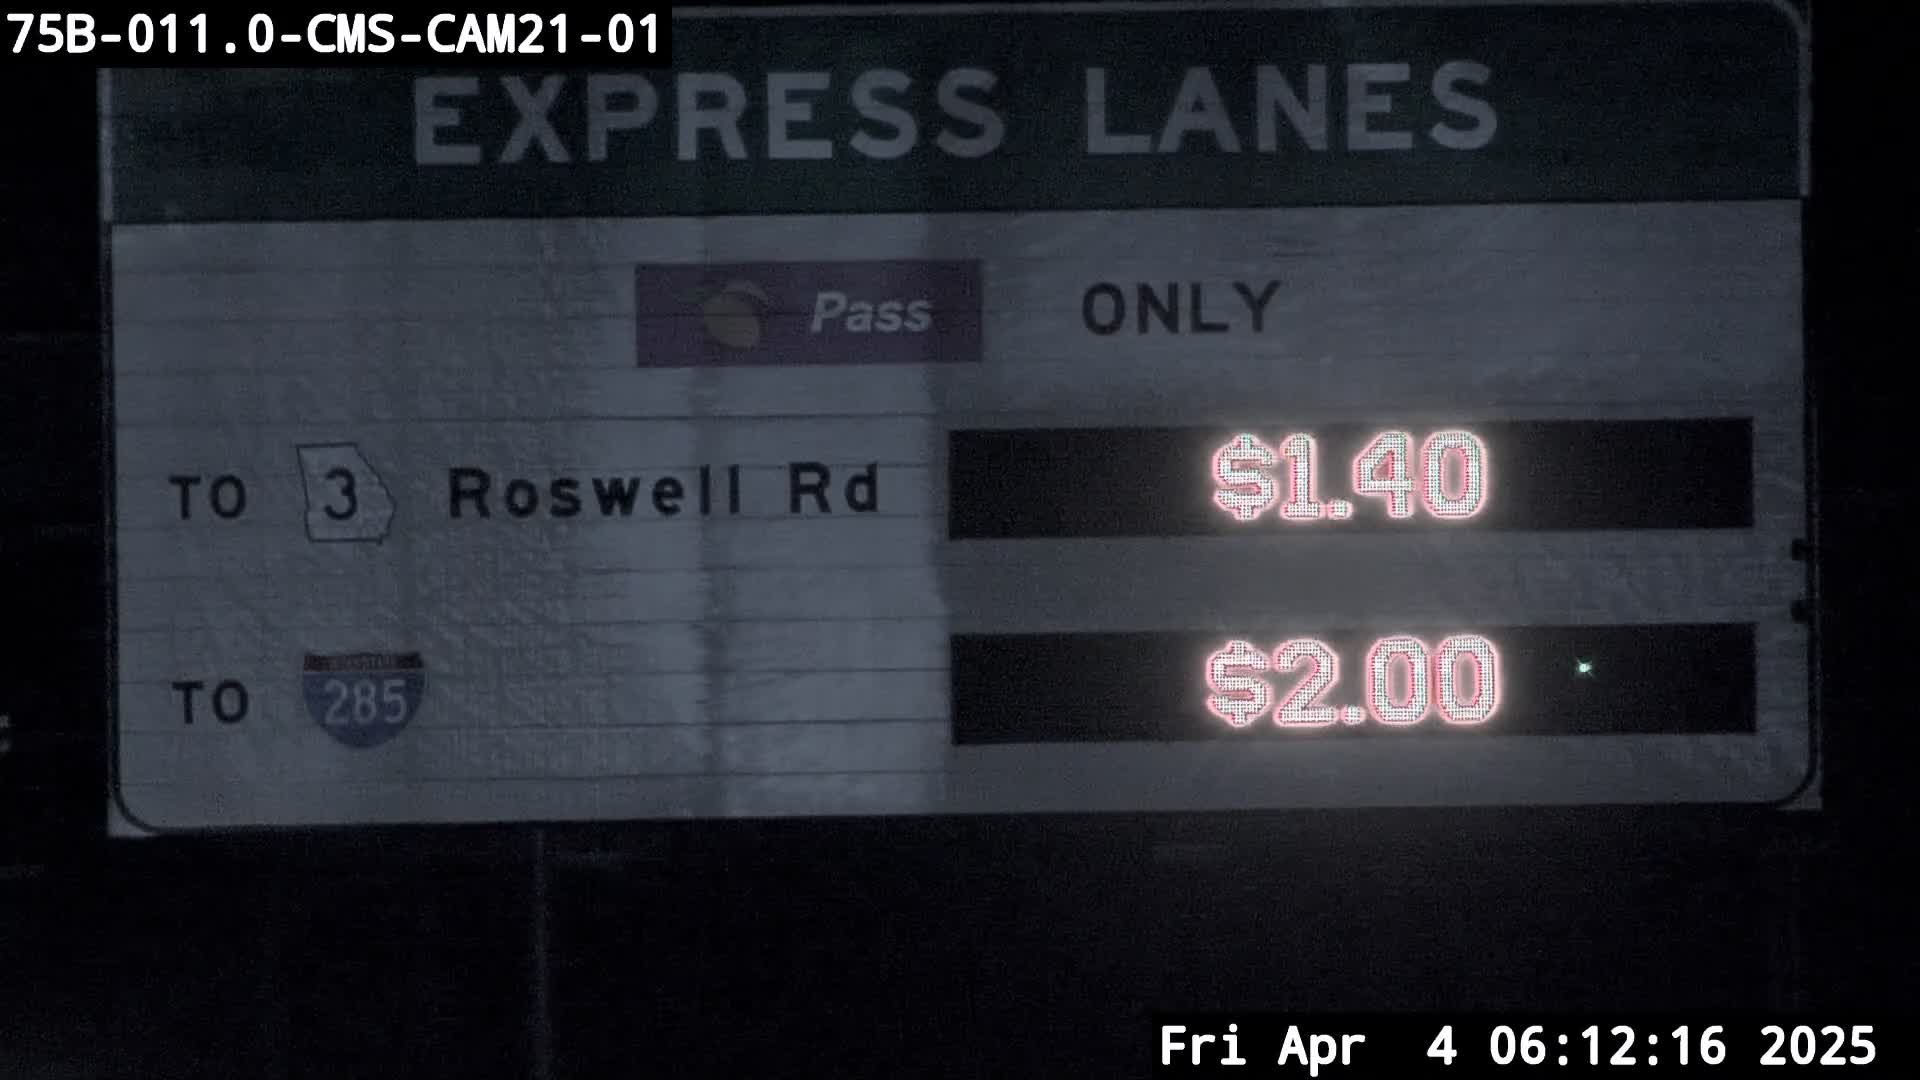 75B-011.0-CMS-CAM21-01
EXPRESS LANES
Pass ONLY
TO 3 Roswell Rd $1.40
TO 285 $2.00
Fri Apr 4 06:12:16 2025